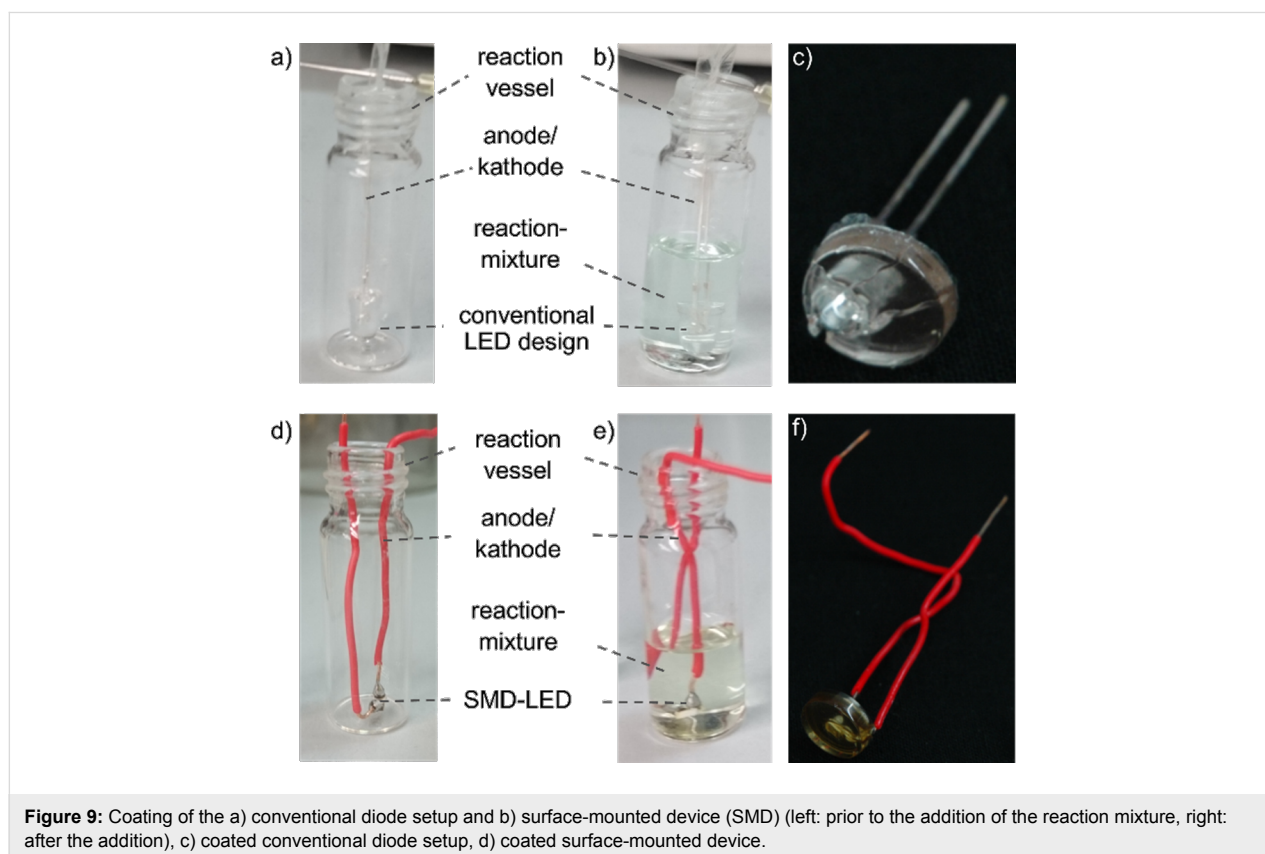 a)
b)
c)
reaction
vessel
anode/
kathode
reaction-
mixture
conventional
LED design
d)
e)
f)
reaction
vessel
anode/
kathode
reaction-
mixture
SMD-LED
Figure 9: Coating of the a) conventional diode setup and b) surface-mounted device (SMD) (left: prior to the addition of the reaction mixture, right:
after the addition), c) coated conventional diode setup, d) coated surface-mounted device.